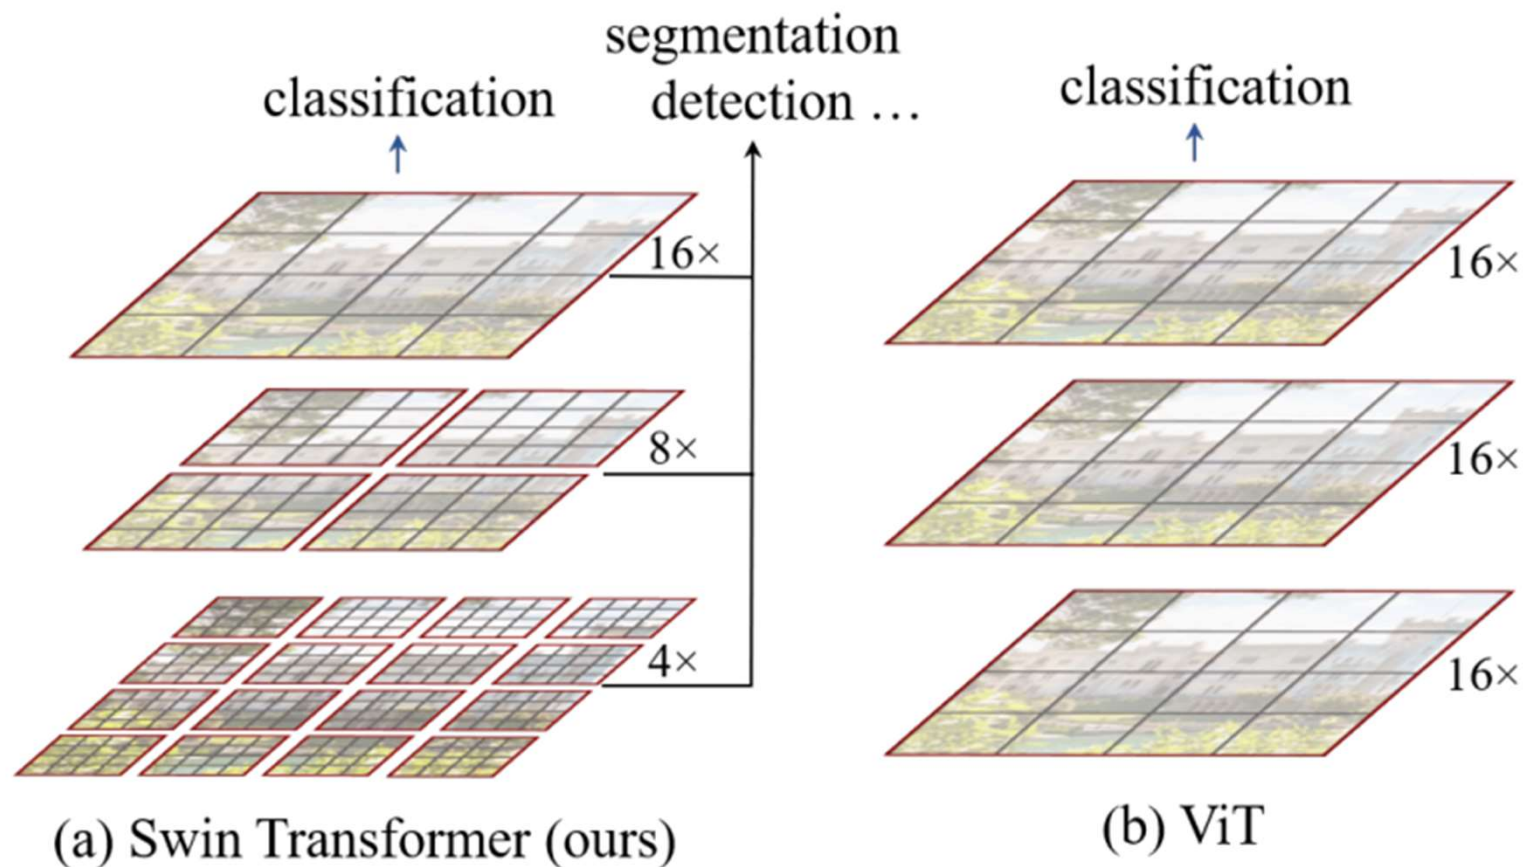 segmentation
detection …
classification
classification
16×
8×
4×
16×
16×
16×
(a) Swin Transformer (ours)
(b) ViT